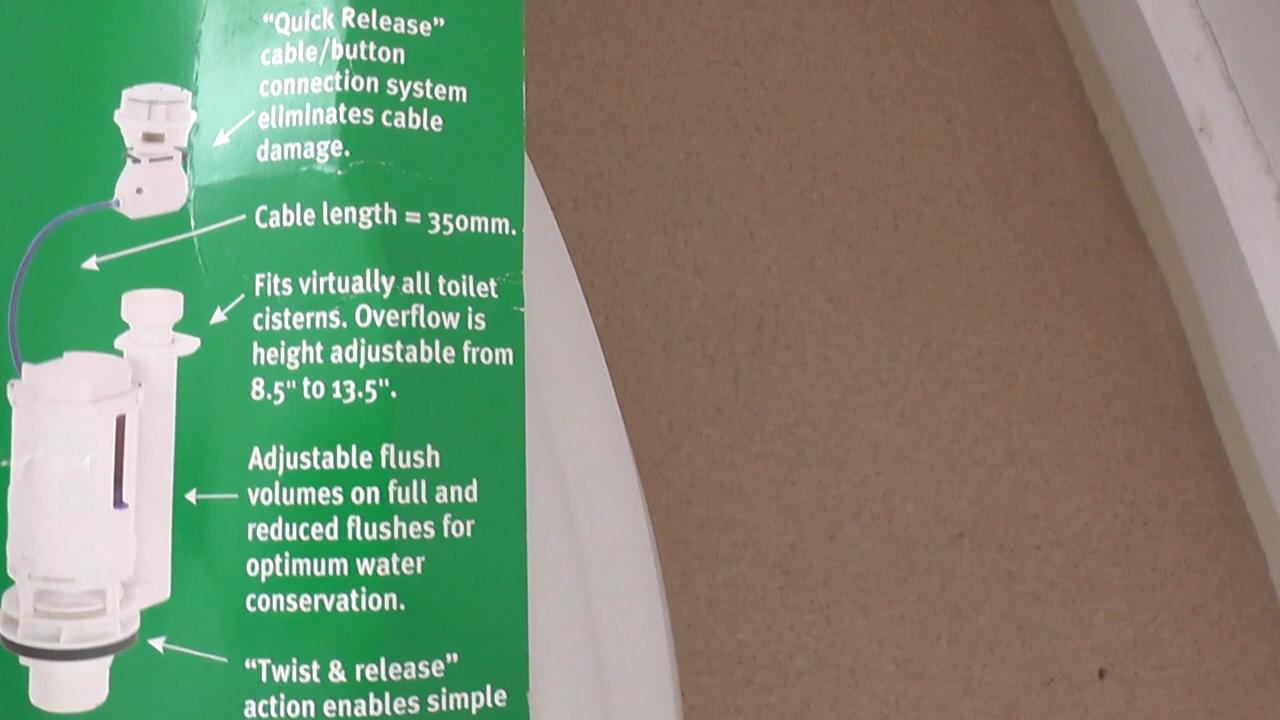 “Quick Release”
cable/button
connection system
eliminates cable
damage.
Cable length = 350mm.
Fits virtually all toilet
cisterns. Overflow is
height adjustable from
8.5" to 13.5".
Adjustable flush
volumes on full and
reduced flushes for
optimum water
conservation.
“Twist & release”
action enables simple